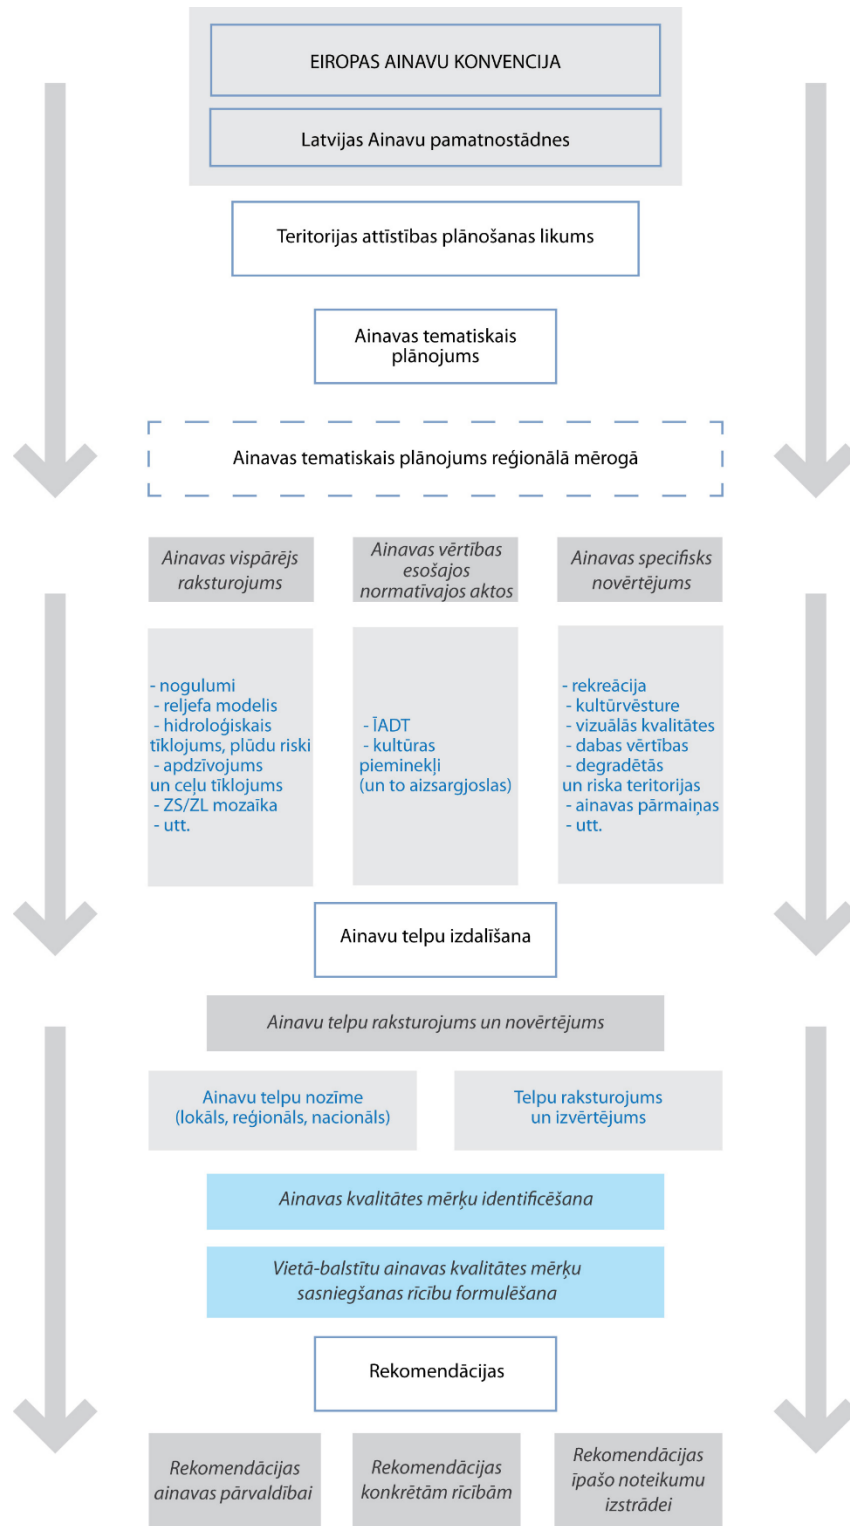 EIROPAS AINAVU KONVENCIJA
Latvijas Ainavu pamatnostādnes
Teritorijas attīstības plānošanas likums
Ainavas tematiskais
plānojums
Ainavas tematiskais plānojums reģionālā mērogā
Ainavas vispārējs
raksturojums
Ainavas vērtības
esošajos
normatīvajos aktos
Ainavas specifisks
novērtējums
- nogulumi
- reljefa modelis
- hidroloģiskais
tīklojums, plūdu riski
- apdzīvojums
un ceļu tīklojums
- ZS/ZL mozaīka
- utt.
- ĪADT
- kultūras
pieminekļi
(un to aizsargjoslas)
- rekreācija
- kultūrvēsture
- vizuālās kvalitātes
- dabas vērtības
- degradētās
un riska teritorijas
- ainavas pārmaiņas
- utt.
Ainavu telpu izdalīšana
Ainavu telpu raksturojums un novērtējums
Ainavu telpu nozīme
(lokāls, reģionāls, nacionāls)
Telpu raksturojums
un izvērtējums
Ainavas kvalitātes mērķu identificēšana
Vietā-balstītu ainavas kvalitātes mērķu
sasniegšanas rīcību formulēšana
Rekomendācijas
Rekomendācijas
ainavas pārvaldībai
Rekomendācijas
konkrētām rīcībām
Rekomendācijas
īpašo noteikumu
izstrādei